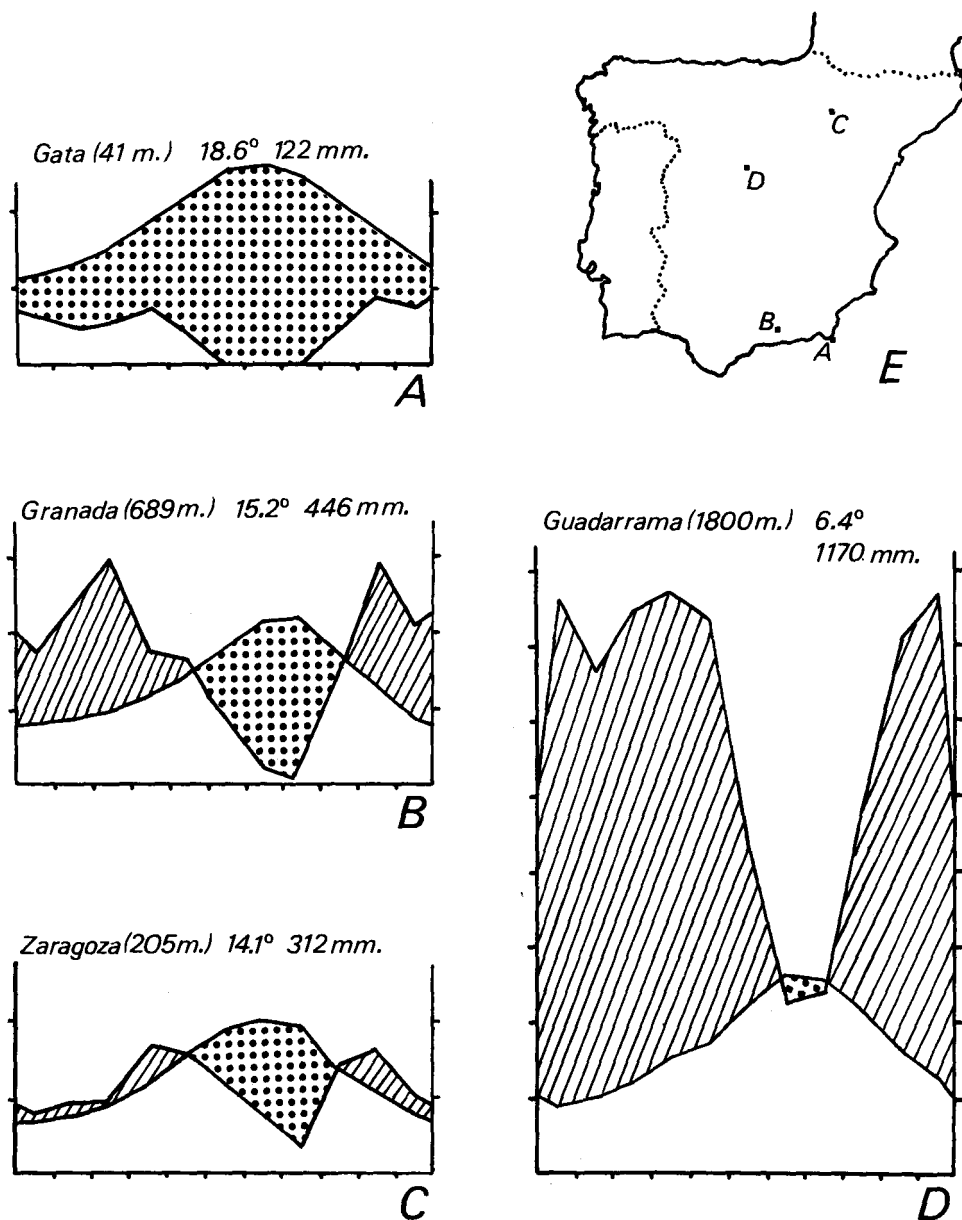 Gata (41 m.) 18.6° 122 mm.
A
C
D
B
A
E
Granada (689 m.) 15.2° 446 mm.
B
Guadarrama (1800 m.) 6.4°
1170 mm.
D
Zaragoza (205 m.) 14.1° 312 mm.
C